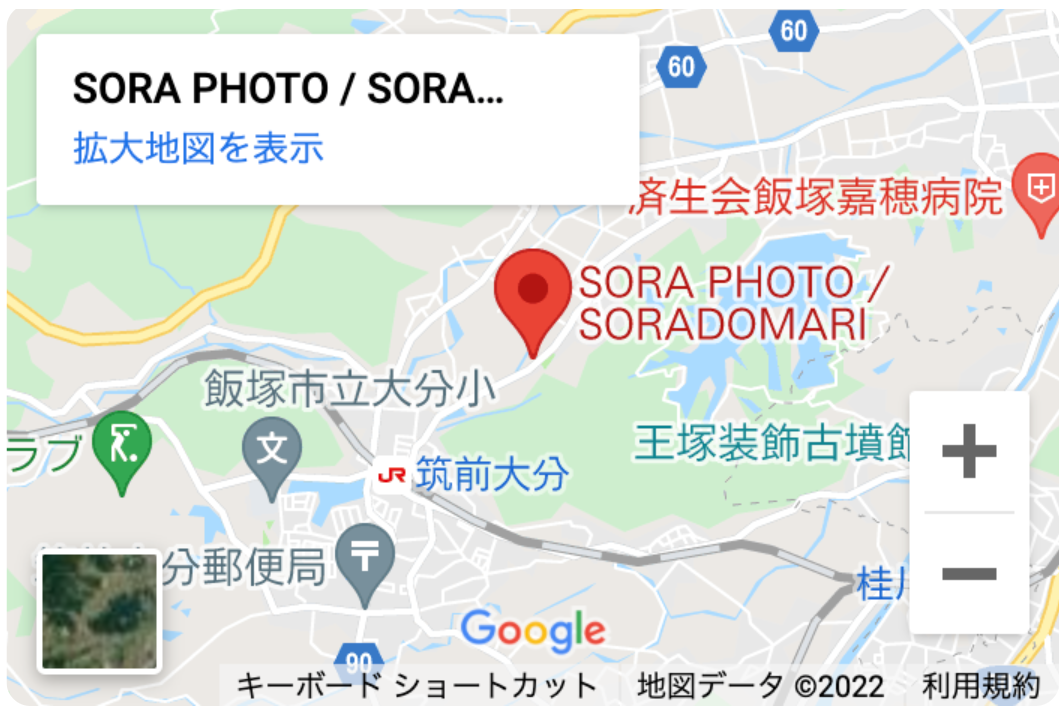 SORA PHOTO / SORA...
拡大地図を表示
60
60
済生会飯塚嘉穂病院
SORA PHOTO /
SORADOMARI
飯塚市立大分小
ラブ
文
王塚装飾古墳館
JR 筑前大分
分郵便局
桂川
Google
90
キーボード ショートカット
地図データ ©2022
利用規約